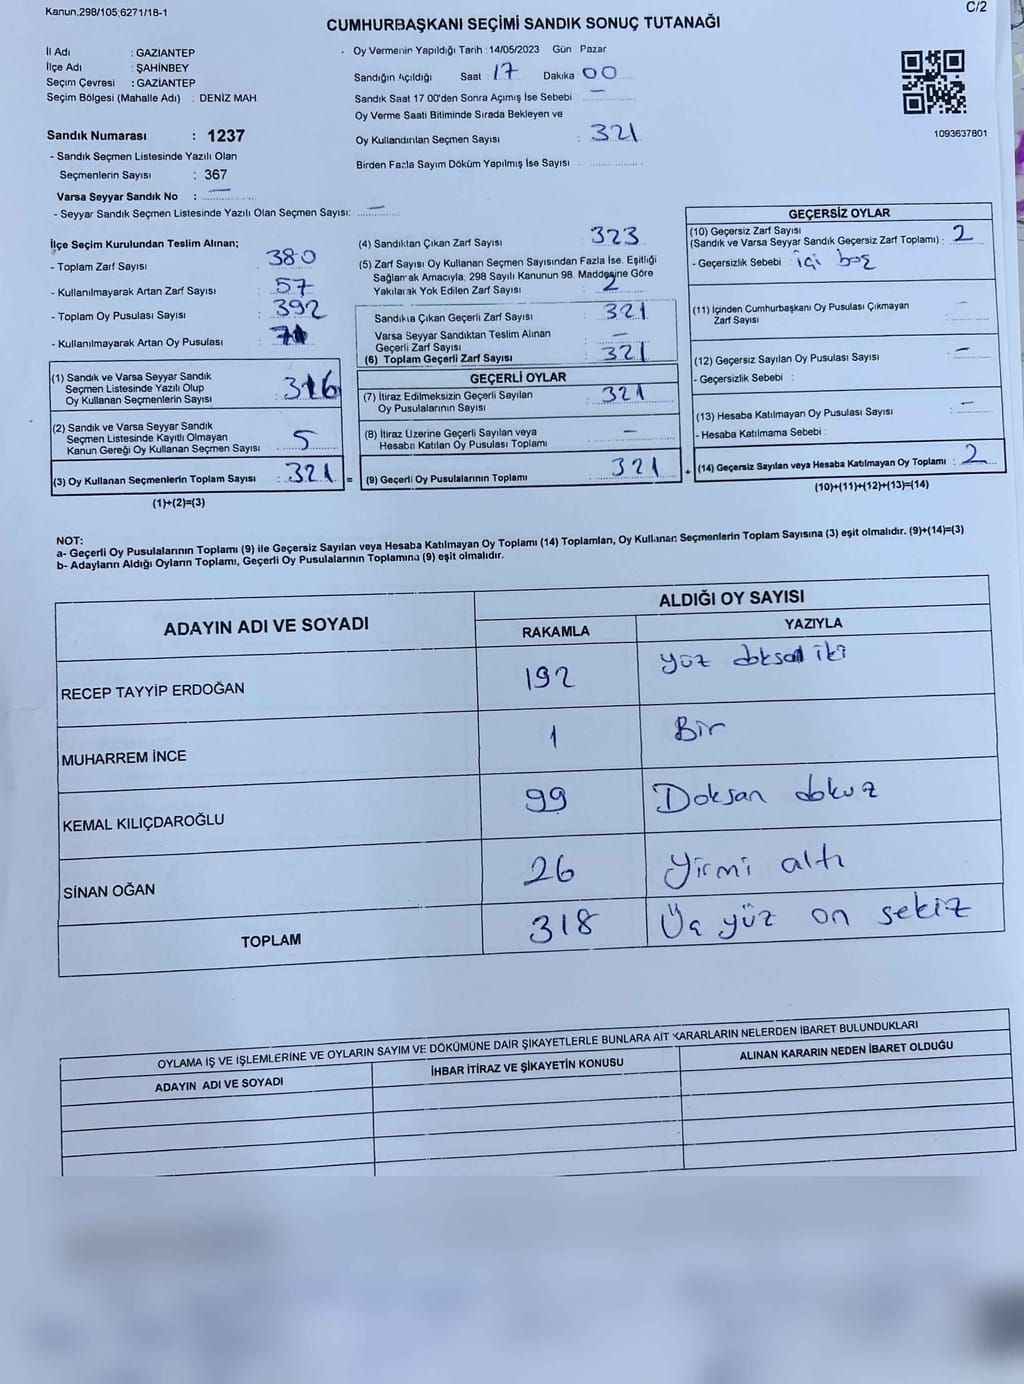 Kanun,298/105,6271/18-1
C/2
CUMHURBAŞKANI SEÇİMİ SANDIK SONUÇ TUTANAĞI
İl Adı : GAZİANTEP
İlçe Adı : ŞAHİNBEY
Seçim Çevresi : GAZİANTEP
Seçim Bölgesi (Mahalle Adı) : DENİZ MAH.
Sandık Numarası : 1237
- Sandık Seçmen Listesinde Yazılı Olan
Seçmenlerin Sayısı : 367
Varsa Seyyar Sandık No : —
- Seyyar Sandık Seçmen Listesinde Yazılı Olan Seçmen Sayısı: —
Oy Vermenin Yapıldığı Tarih : 14/05/2023 Gün Pazar
Sandığın Açıldığı Saat : 17 Dakika 00
Sandık Saat 17 00'den Sonra Açımış İse Sebebi : —
Oy Verme Saati Bitiminde Sırada Bekleyen ve
Oy Kullandırılan Seçmen Sayısı : 321
Birden Fazla Sayım Döküm Yapılmış İse Sayısı :
1093637801
İlçe Seçim Kurulundan Teslim Alınan;
- Toplam Zarf Sayısı : 380
- Kullanılmayarak Artan Zarf Sayısı : 57
- Toplam Oy Pusulası Sayısı : 392
- Kullanılmayarak Artan Oy Pusulası :
(1) Sandık ve Varsa Seyyar Sandık
Seçmen Listesinde Yazılı Olup
Oy Kullanan Seçmenlerin Sayısı : 316
(2) Sandık ve Varsa Seyyar Sandık
Seçmen Listesinde Kayıtlı Olmayan
Kanun Gereği Oy Kullanan Seçmen Sayısı : 5
(3) Oy Kullanan Seçmenlerin Toplam Sayısı : 321 =
(1)+(2)=(3)
(4) Sandıktan Çıkan Zarf Sayısı : 323
(5) Zarf Sayısı Oy Kullanan Seçmen Sayısından Fazla İse. Eşitliği
Sağlamak Amacıyla, 298 Sayılı Kanunun 98. Maddesine Göre
Yakılarak Yok Edilen Zarf Sayısı : 2
Sandıkta Çıkan Geçerli Zarf Sayısı : 321
Varsa Seyyar Sandıktan Teslim Alınan
Geçerli Zarf Sayısı : —
(6) Toplam Geçerli Zarf Sayısı : 321
GEÇERLİ OYLAR
(7) İtiraz Edilmeksizin Geçerli Sayılan
Oy Pusulalarının Sayısı : 321
(8) İtiraz Üzerine Geçerli Sayılan veya
Hesabı Katılan Oy Pusulası Toplamı : —
(9) Geçerli Oy Pusulalarının Toplamı : 321 +
GEÇERSİZ OYLAR
(10) Geçersiz Zarf Sayısı
(Sandık ve Varsa Seyyar Sandık Geçersiz Zarf Toplamı) : 2
- Geçersizlik Sebebi : içi boş
(11) İçinden Cumhurbaşkanı Oy Pusulası Çıkmayan
Zarf Sayısı : —
(12) Geçersiz Sayılan Oy Pusulası Sayısı : —
- Geçersizlik Sebebi :
(13) Hesaba Katılmayan Oy Pusulası Sayısı : —
- Hesaba Katılmama Sebebi :
(14) Geçersiz Sayılan veya Hesaba Katılmayan Oy Toplamı : 2
(10)+(11)+(12)+(13)=(14)
NOT:
a- Geçerli Oy Pusulalarının Toplamı (9) ile Geçersiz Sayılan veya Hesaba Katılmayan Oy Toplamı (14) Toplamları, Oy Kullanan Seçmenlerin Toplam Sayısına (3) eşit olmalıdır. (9)+(14)=(3)
b- Adayların Aldığı Oyların Toplamı, Geçerli Oy Pusulalarının Toplamına (9) eşit olmalıdır.
ADAYIN ADI VE SOYADI
ALDIĞI OY SAYISI
RAKAMLA YAZIYLA
RECEP TAYYİP ERDOĞAN 192 yüz doksan iki
MUHARREM İNCE 1 Bir
KEMAL KILIÇDAROĞLU 99 Doksan dokuz
SİNAN OĞAN 26 Yirmi altı
TOPLAM 318 Üç yüz on sekiz
OYLAMA İŞ VE İŞLEMLERİNE VE OYLARIN SAYIM VE DÖKÜMÜNE DAİR ŞİKAYETLERLE BUNLARA AİT KARARLARIN NELERDEN İBARET BULUNDUKLARI
ADAYIN ADI VE SOYADI İHBAR İTİRAZ VE ŞİKAYETİN KONUSU ALINAN KARARIN NEDEN İBARET OLDUĞU